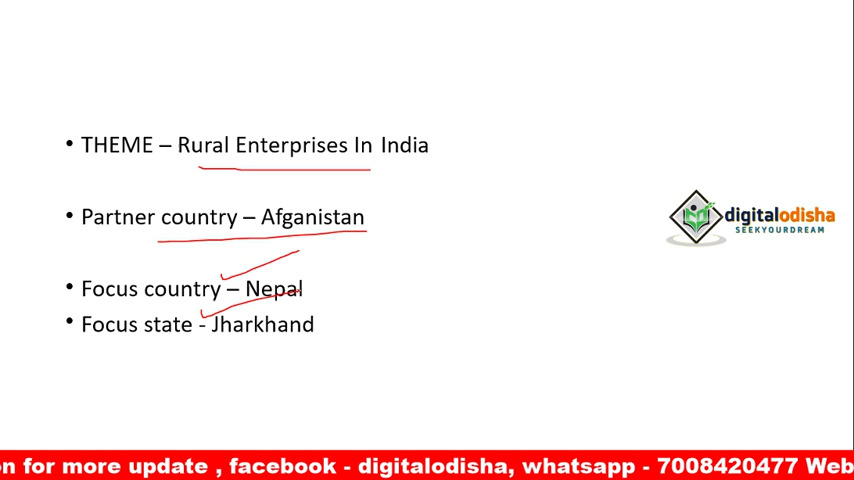 • THEME – Rural Enterprises In India
• Partner country – Afganistan
• Focus country – Nepal
• Focus state - Jharkhand
digitalodisha
SEEKYOURDREAM
on for more update , facebook - digitalodisha, whatsapp - 7008420477 Web